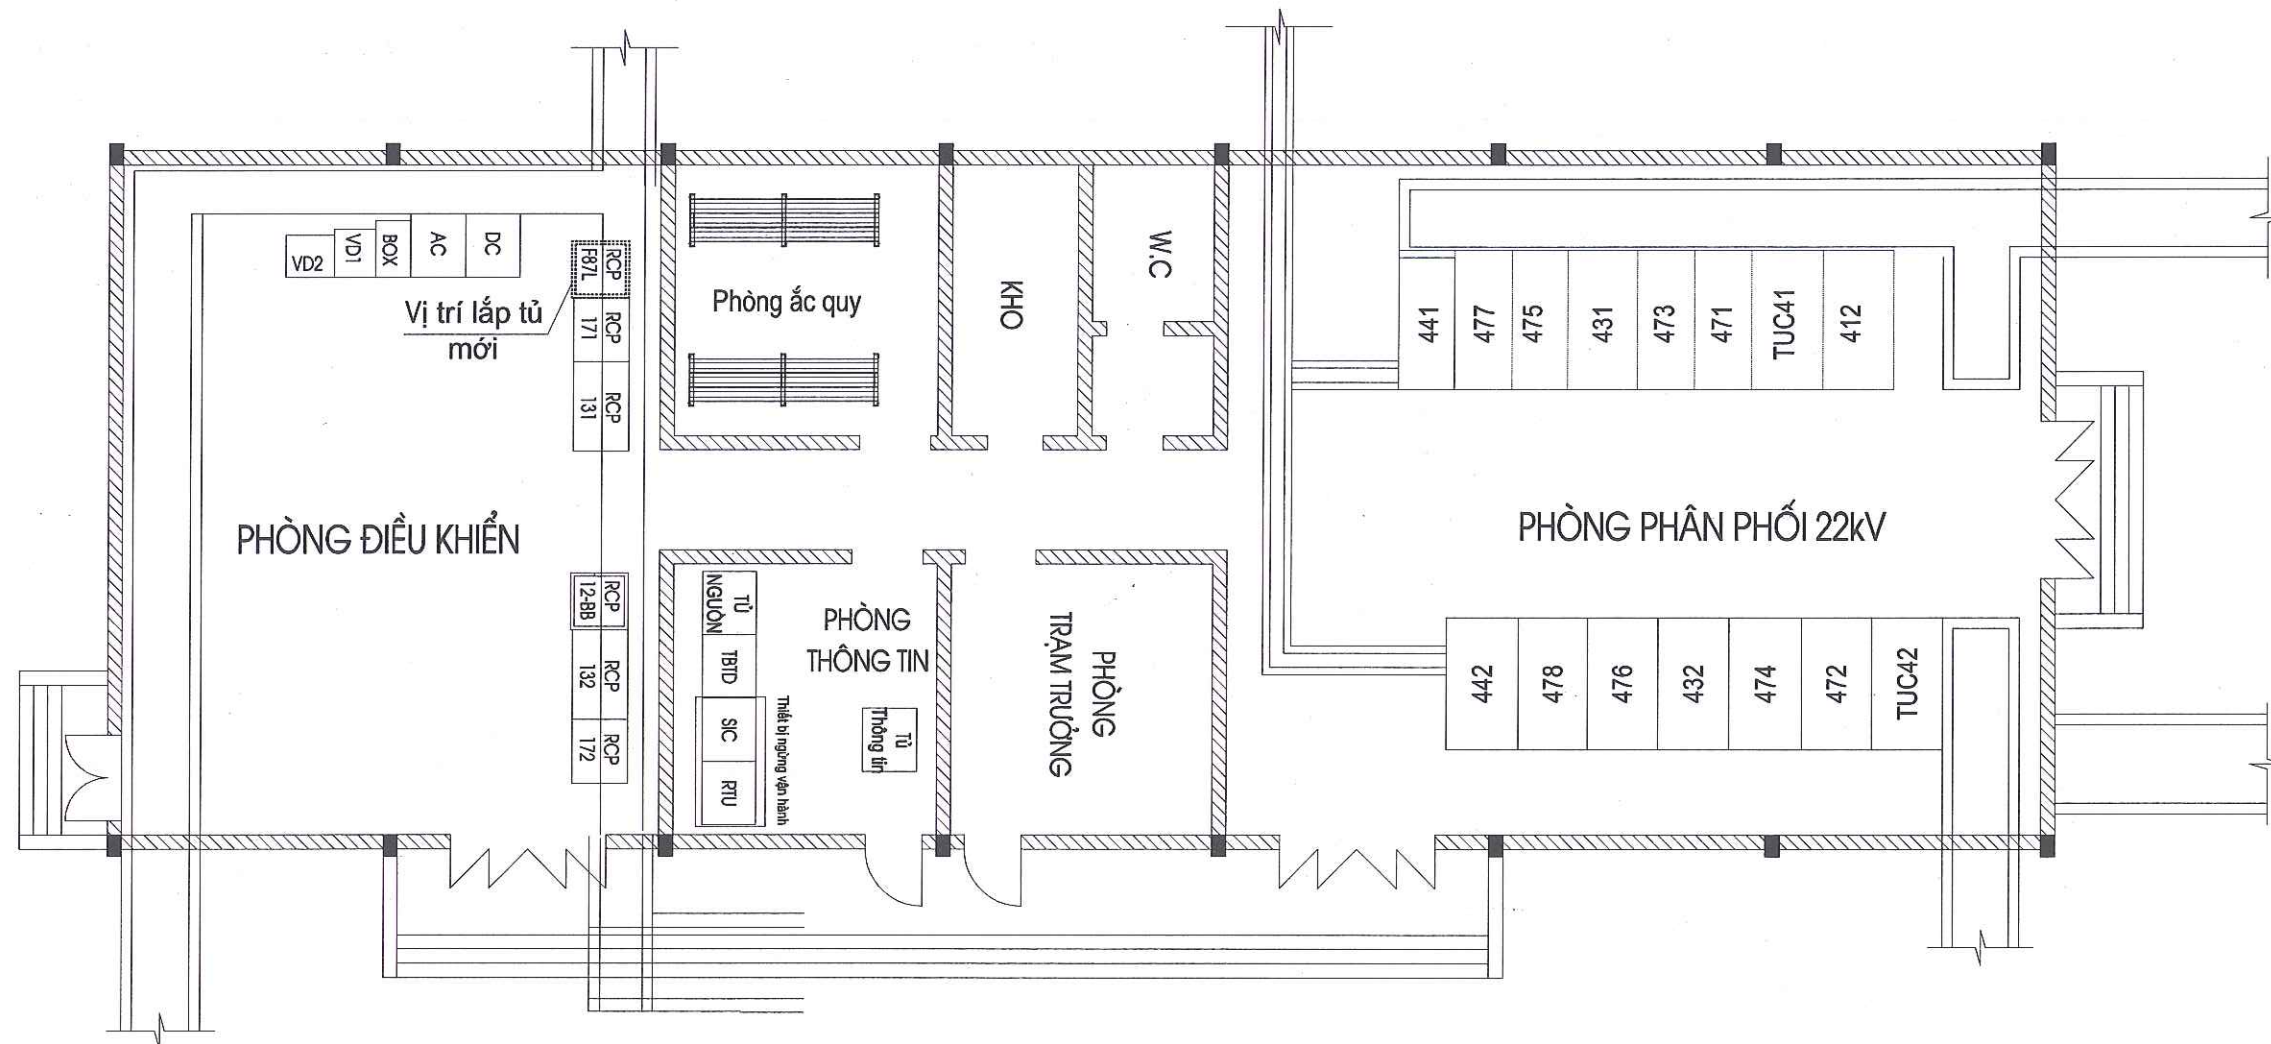 VD2
VD1
BOX
AC
DC
RCP
F87L
Vị trí lắp tủ
mới
RCP
171
RCP
131
PHÒNG ĐIỀU KHIỂN
RCP
12-BB
RCP
132
RCP
172
Phòng ắc quy
KHO
W.C
TỦ
NGUỒN
TBTD
SIC
RTU
Thiết bị ngừng vận hành
PHÒNG
THÔNG TIN
Tủ
Thông tin
PHÒNG
TRẠM TRƯỞNG
441
477
475
431
473
471
TUC41
412
PHÒNG PHÂN PHỐI 22kV
442
478
476
432
474
472
TUC42